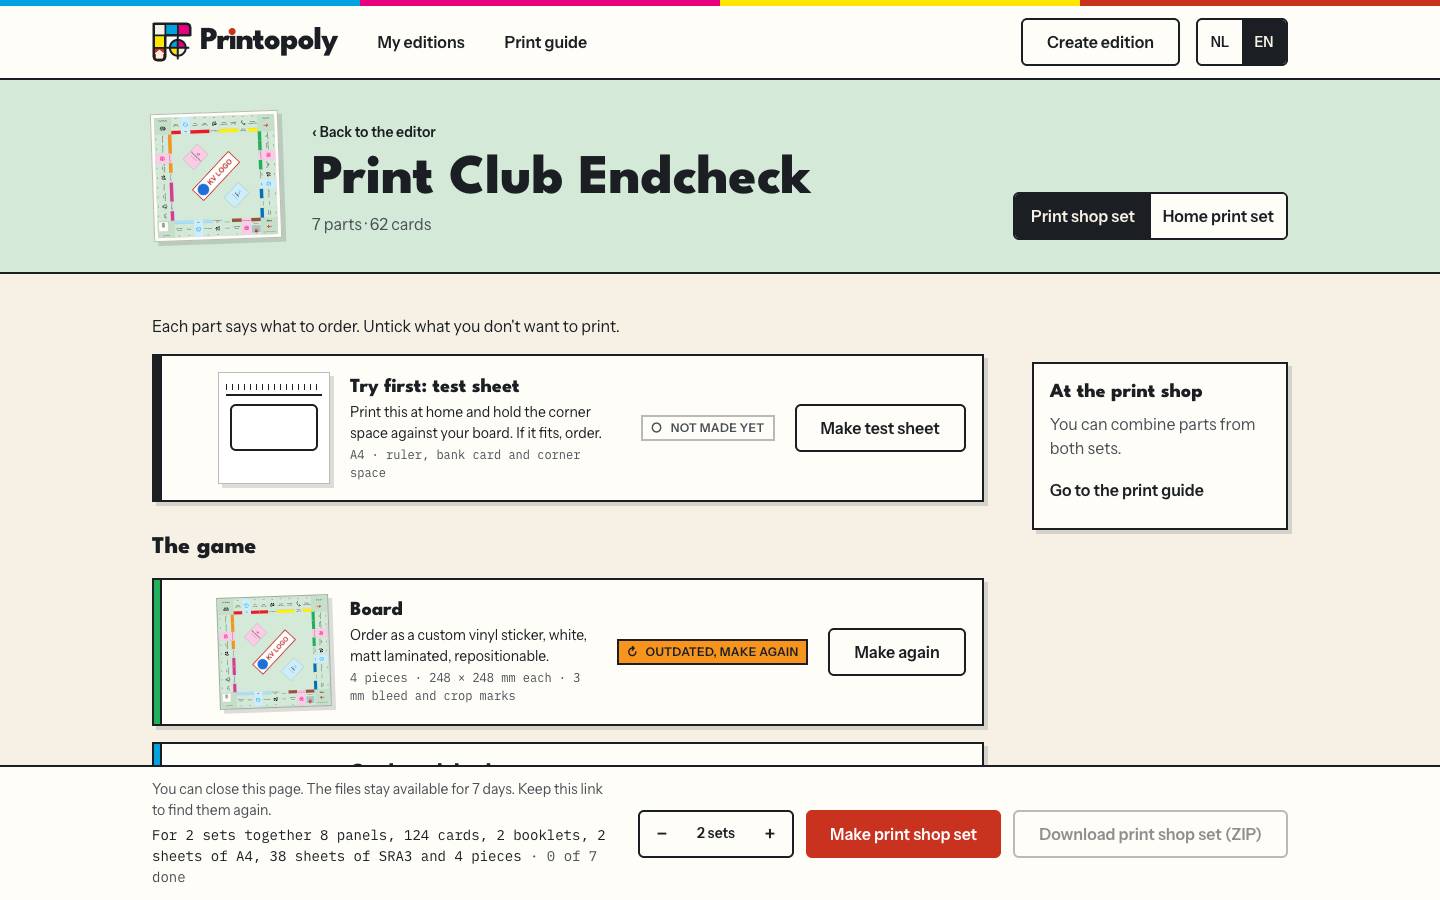 Printopoly
My editions
Print guide
Create edition
NL
EN
KV LOGO
‹ Back to the editor
Print Club Endcheck
7 parts · 62 cards
Print shop set
Home print set
Each part says what to order. Untick what you don't want to print.
Try first: test sheet
Print this at home and hold the corner
space against your board. If it fits, order.
A4 · ruler, bank card and corner
space
NOT MADE YET
Make test sheet
At the print shop
You can combine parts from
both sets.
Go to the print guide
The game
KV LOGO
Board
Order as a custom vinyl sticker, white,
matt laminated, repositionable.
4 pieces · 248 × 248 mm each · 3
mm bleed and crop marks
OUTDATED, MAKE AGAIN
Make again
You can close this page. The files stay available for 7 days. Keep this link
to find them again.
For 2 sets together 8 panels, 124 cards, 2 booklets, 2
sheets of A4, 38 sheets of SRA3 and 4 pieces · 0 of 7
done
− 2 sets +
Make print shop set
Download print shop set (ZIP)